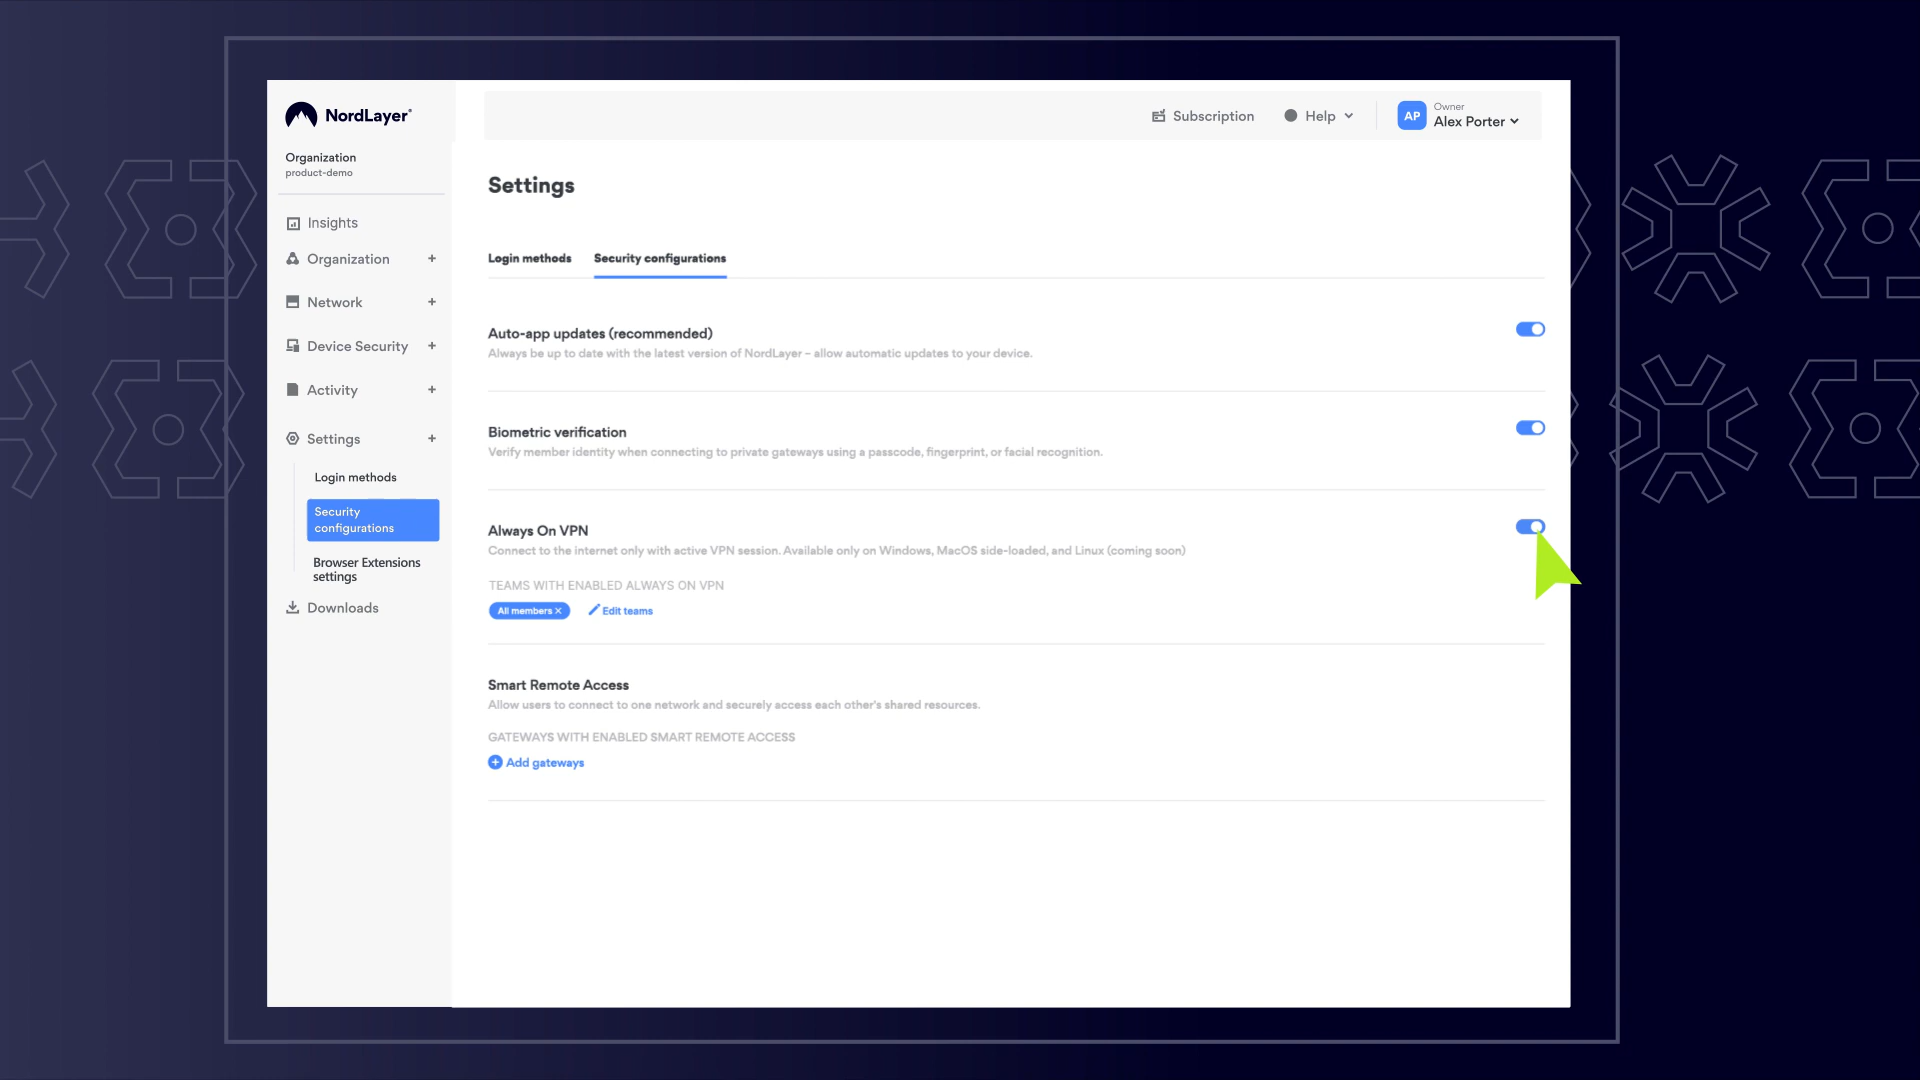 NordLayer®
Organization
product-demo
Insights
Organization +
Network +
Device Security +
Activity +
Settings +
Login methods
Security
configurations
Browser Extensions
settings
Downloads
Subscription
Help
AP
Owner
Alex Porter
Settings
Login methods
Security configurations
Auto-app updates (recommended)
Always be up to date with the latest version of NordLayer – allow automatic updates to your device.
Biometric verification
Verify member identity when connecting to private gateways using a passcode, fingerprint, or facial recognition.
Always On VPN
Connect to the internet only with active VPN session. Available only on Windows, MacOS side-loaded, and Linux (coming soon)
TEAMS WITH ENABLED ALWAYS ON VPN
All members ×
Edit teams
Smart Remote Access
Allow users to connect to one network and securely access each other's shared resources.
GATEWAYS WITH ENABLED SMART REMOTE ACCESS
Add gateways